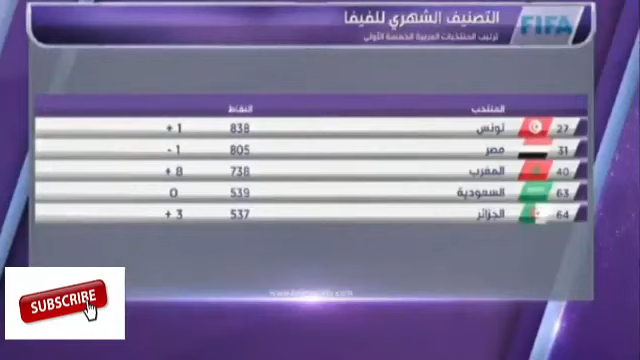 التصنيف الشهري للفيفا
FIFA
ترتيب المنتخبات العربية الخمسة الأولى
المنتخب النقاط
27 تونس 838 + 1
31 مصر 805 - 1
40 المغرب 738 + 8
63 السعودية 539 0
64 الجزائر 537 + 3
SUBSCRIBE